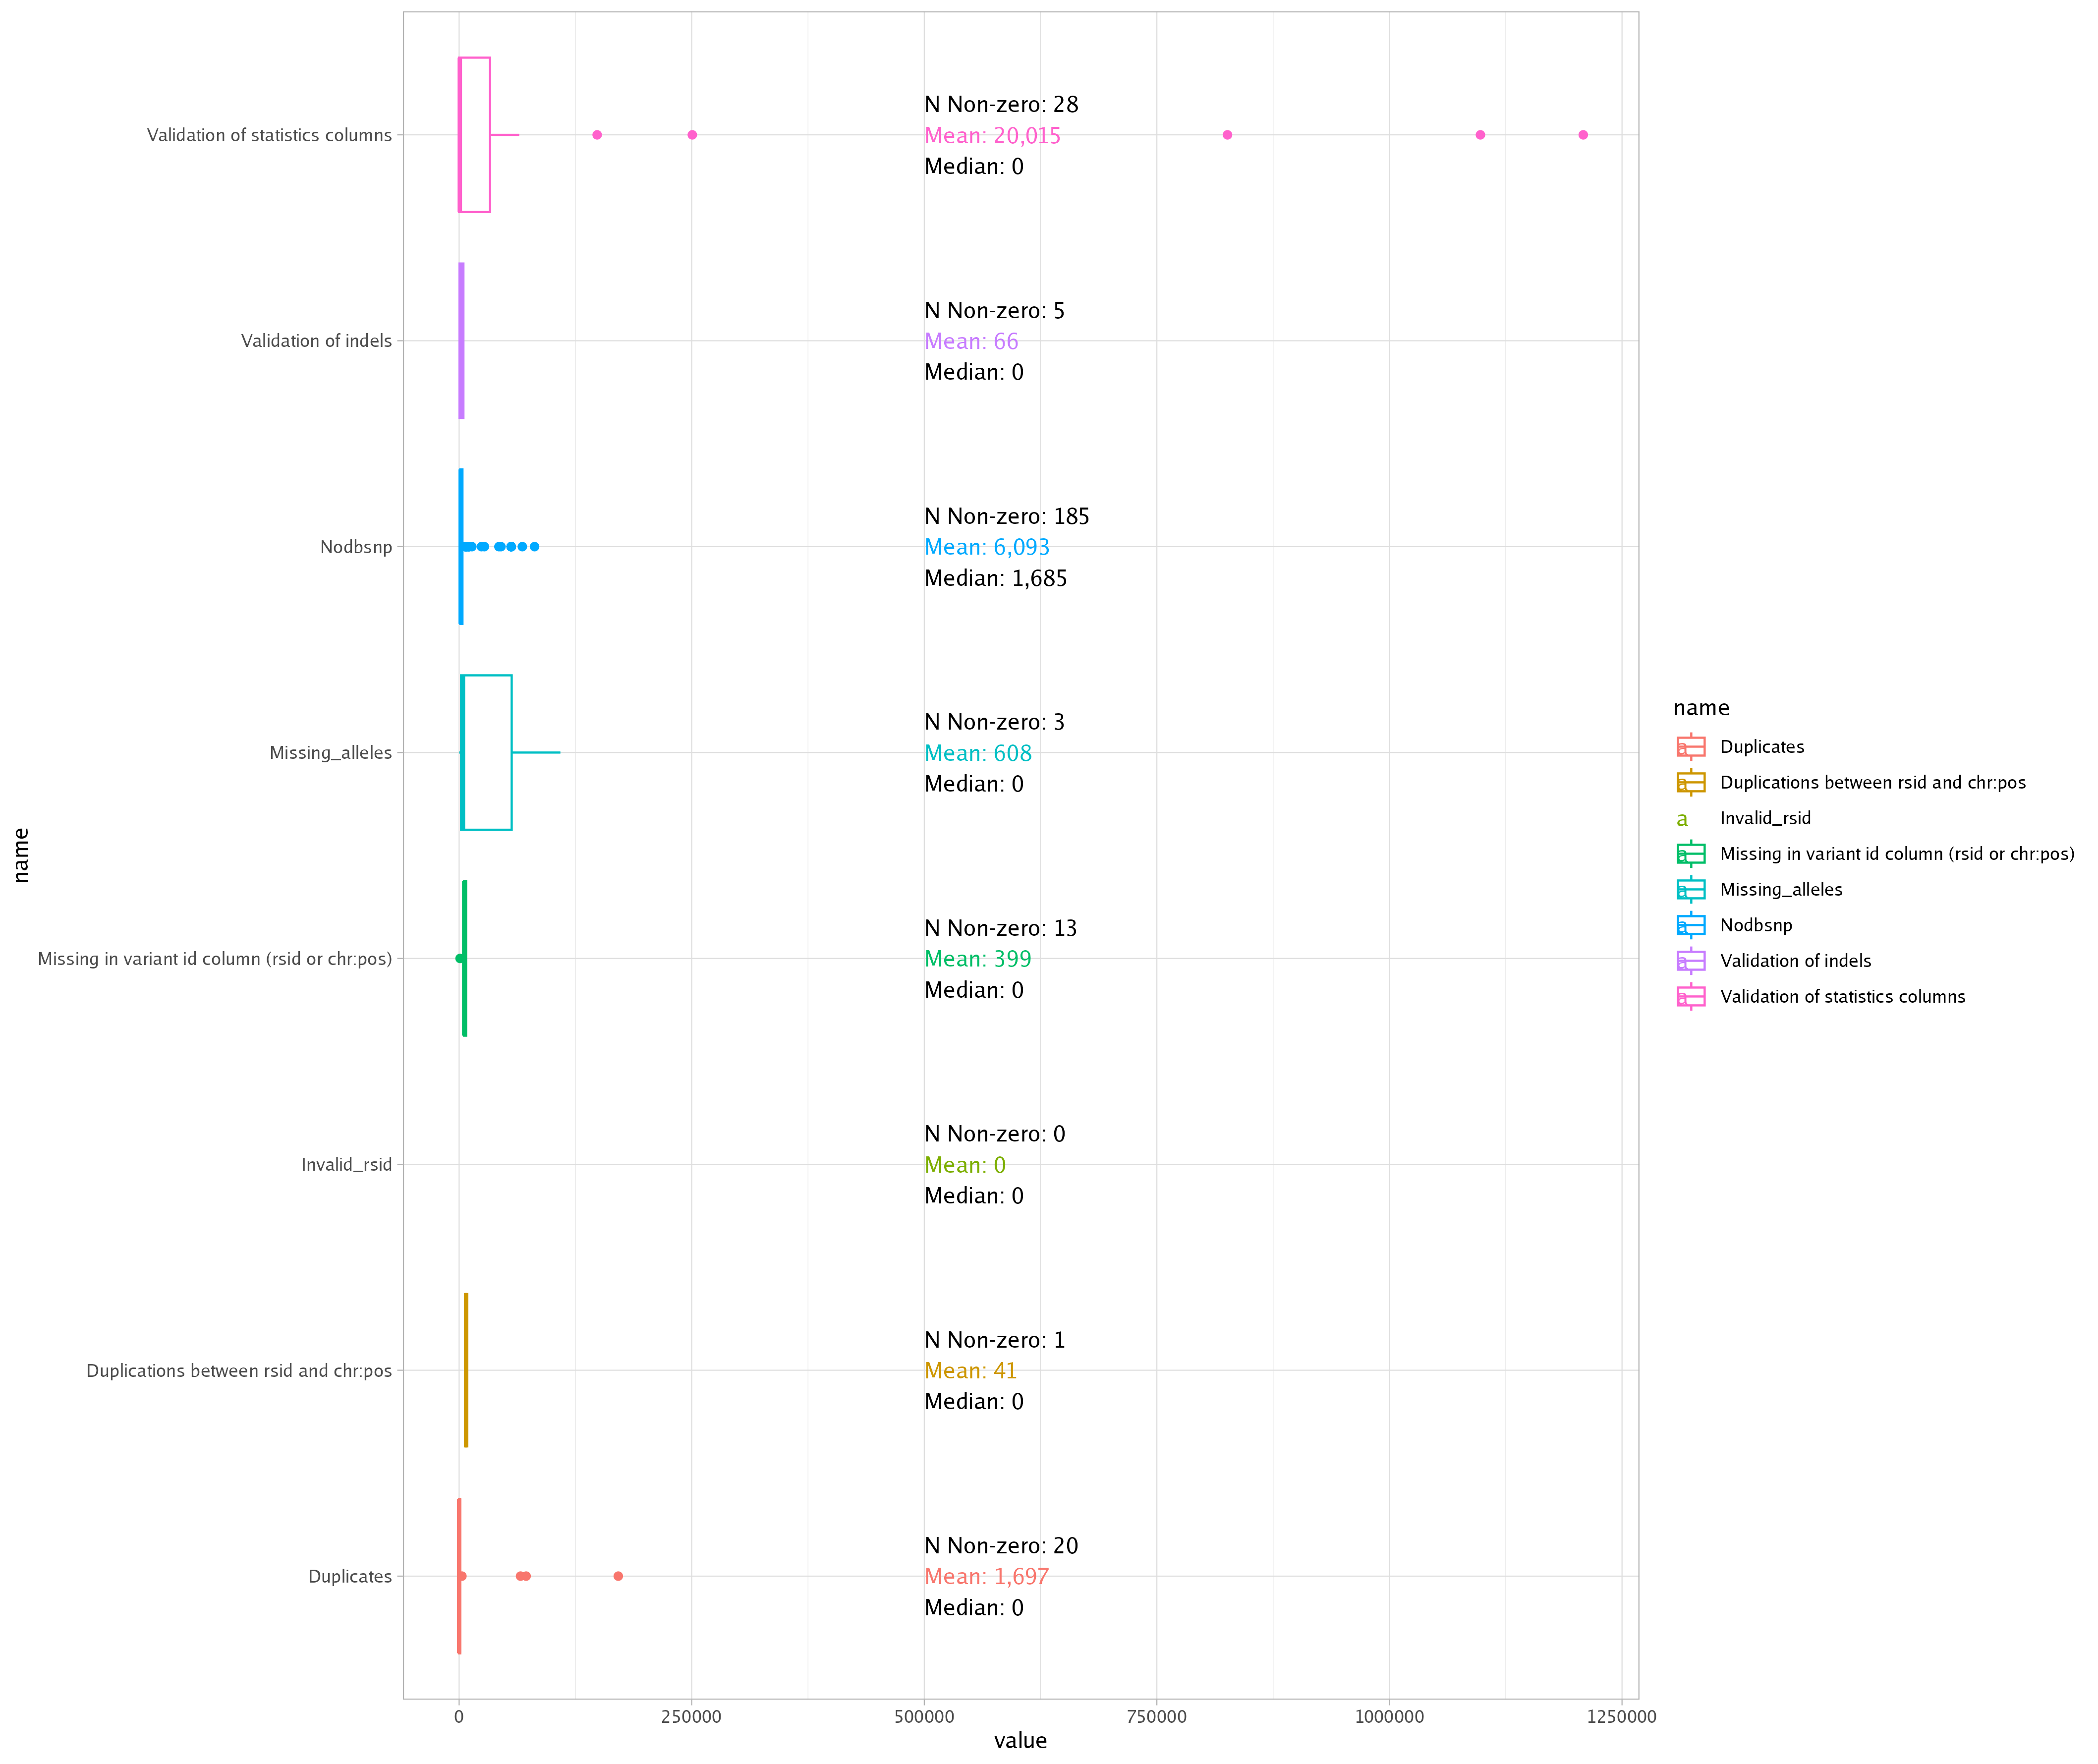 Validation of statistics columns
N Non-zero: 28
Mean: 20,015
Median: 0
Validation of indels
N Non-zero: 5
Mean: 66
Median: 0
Nodbsnp
N Non-zero: 185
Mean: 6,093
Median: 1,685
Missing_alleles
N Non-zero: 3
Mean: 608
Median: 0
Missing in variant id column (rsid or chr:pos)
N Non-zero: 13
Mean: 399
Median: 0
Invalid_rsid
N Non-zero: 0
Mean: 0
Median: 0
Duplications between rsid and chr:pos
N Non-zero: 1
Mean: 41
Median: 0
Duplicates
N Non-zero: 20
Mean: 1,697
Median: 0
name
0 250000 500000 750000 1000000 1250000
value
name
a Duplicates
a Duplications between rsid and chr:pos
a Invalid_rsid
a Missing in variant id column (rsid or chr:pos)
a Missing_alleles
a Nodbsnp
a Validation of indels
a Validation of statistics columns